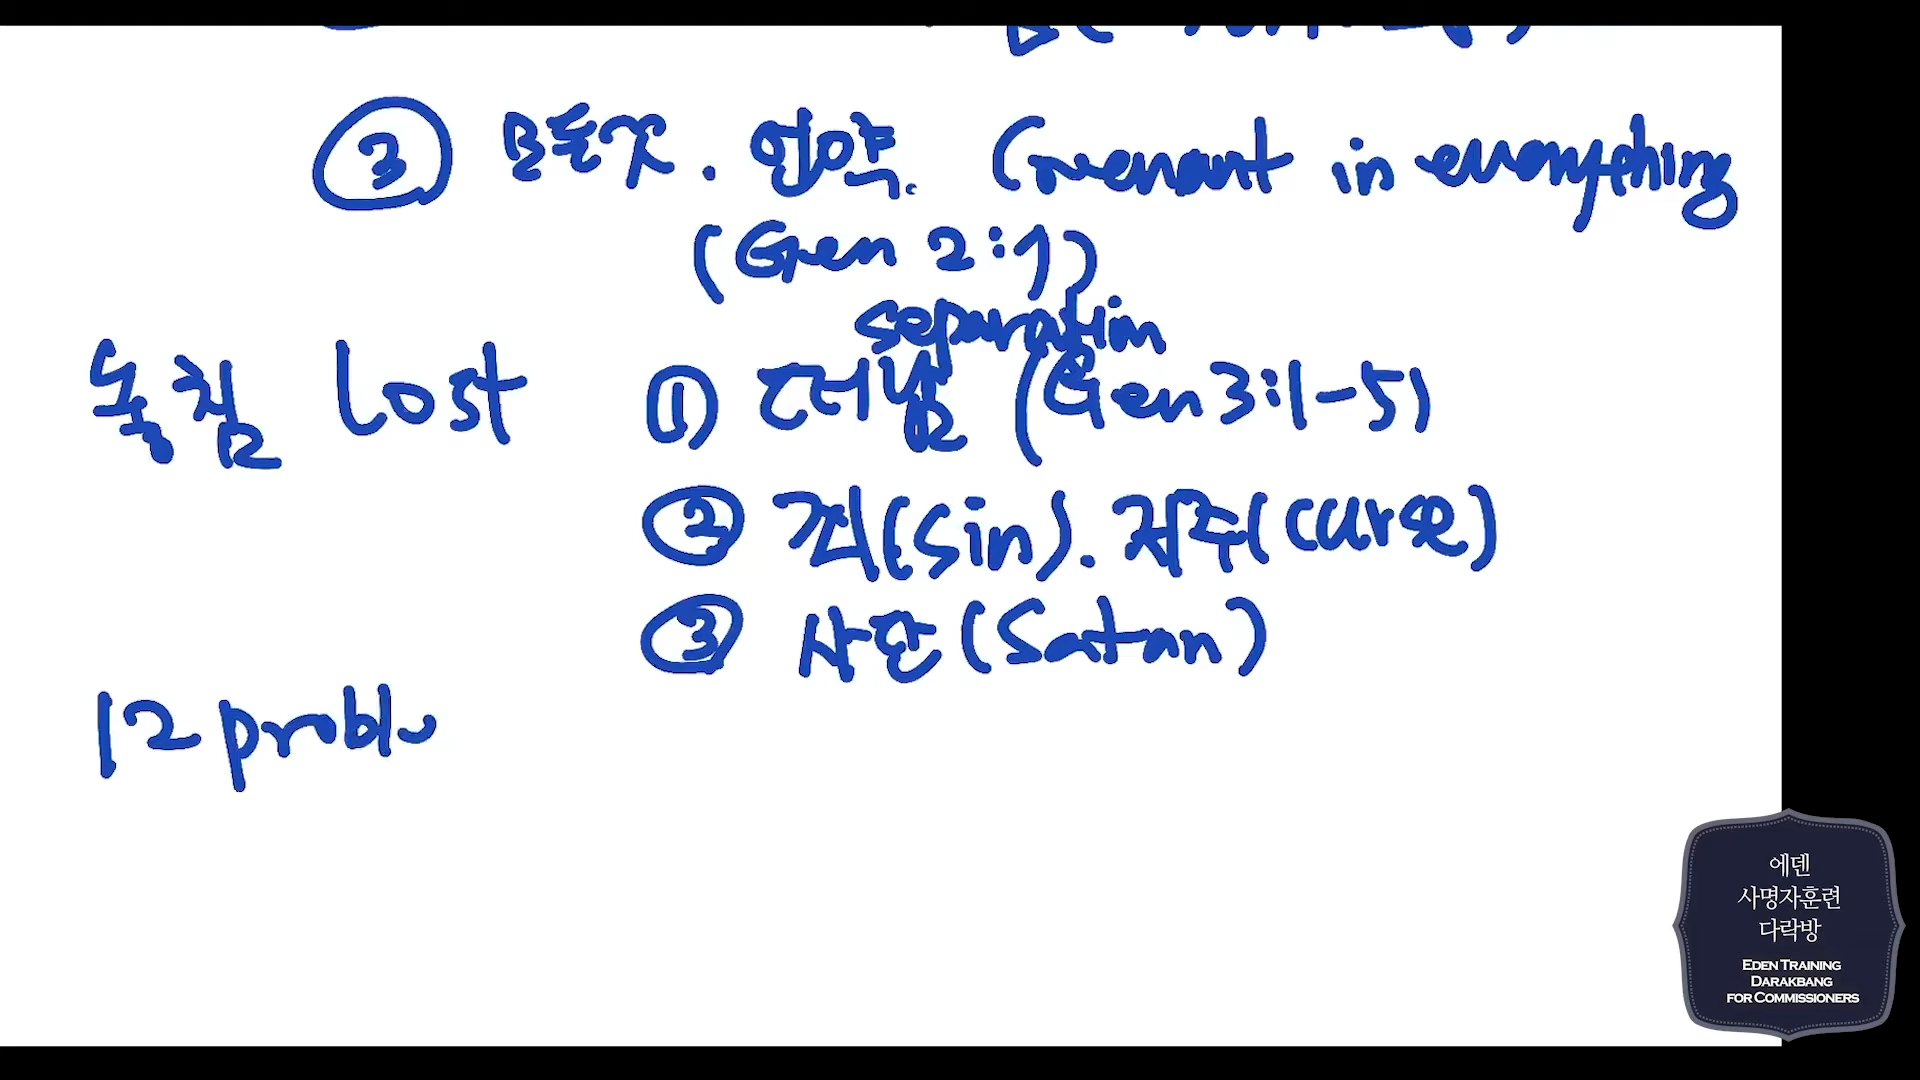 ③ 모든것. 언약. Covenant in everything
(Gen 2:1)
separation
놓침 Lost ① 떠남 (Gen 3:1-5)
② 죄(Sin). 저주(curse)
③ 사단(Satan)
12 probl
에덴
사명자훈련
다락방
EDEN TRAINING
DARAKBANG
FOR COMMISSIONERS